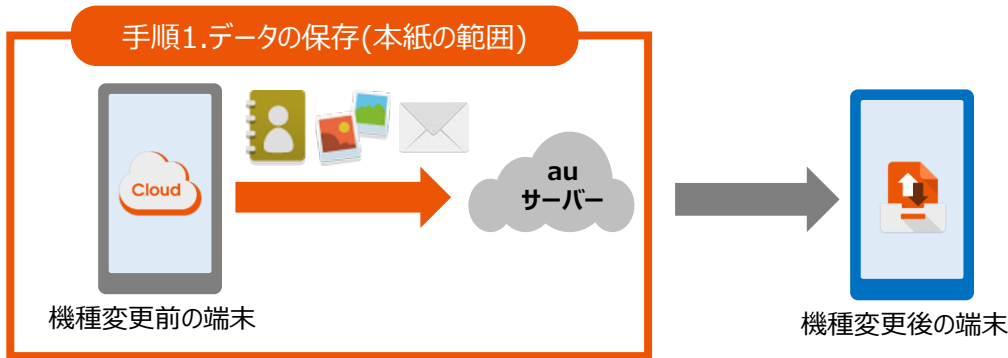 手順1.データの保存(本紙の範囲)
Cloud
au
サーバー
機種変更前の端末
機種変更後の端末